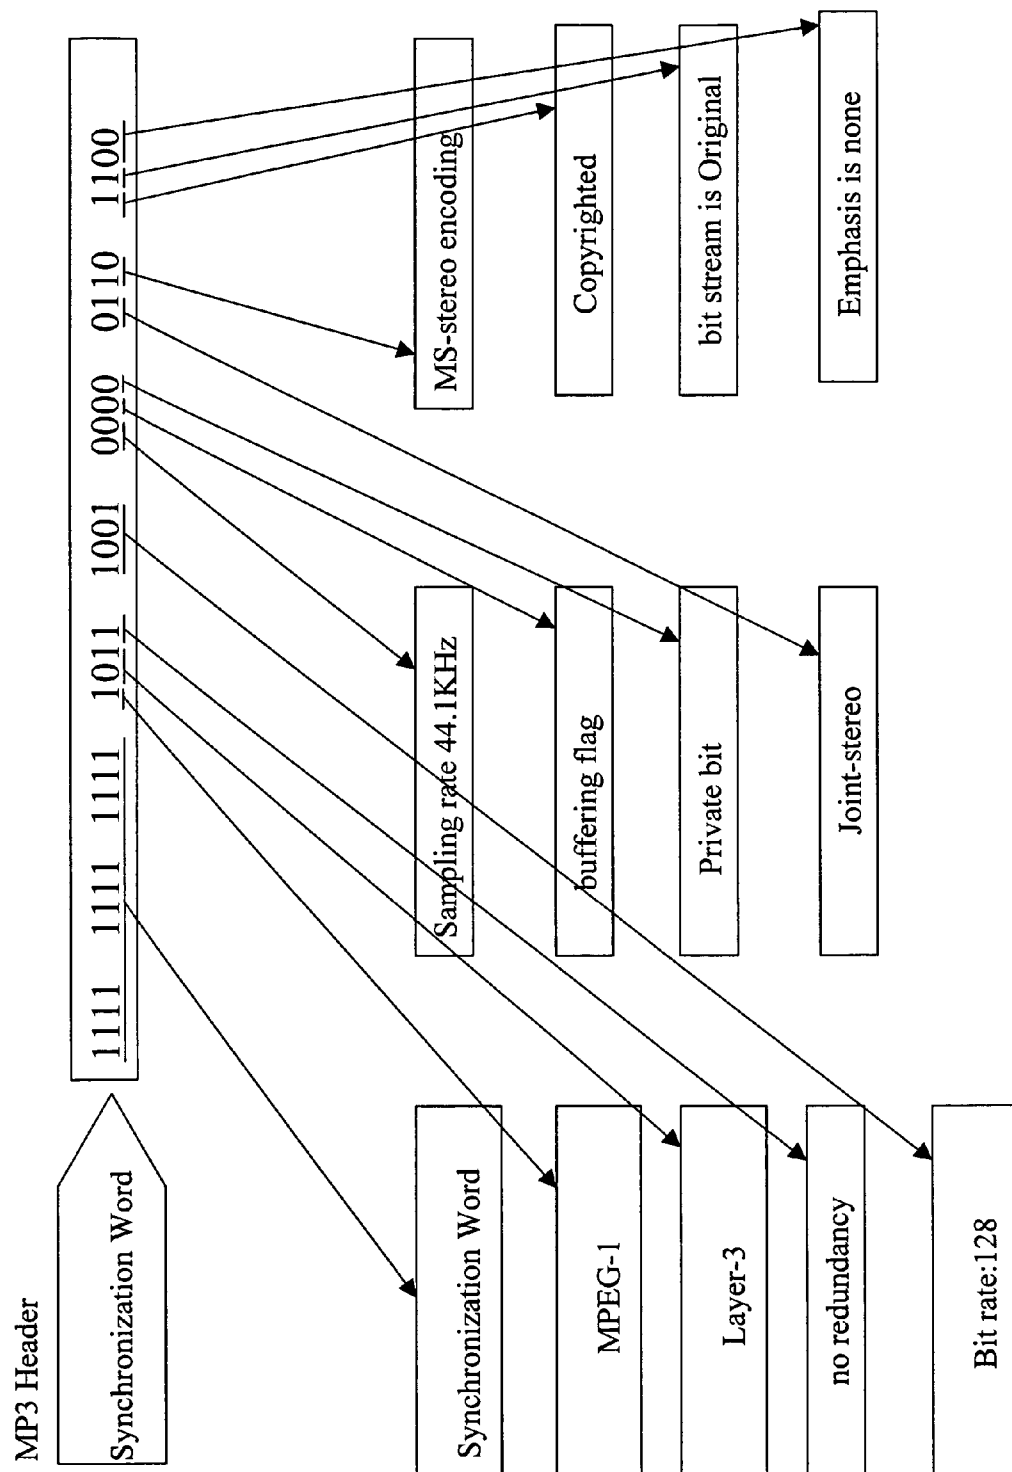 MP3 Header
Synchronization Word
1111 1111 1111 1011 1001 0000 0110 1100
Synchronization Word
MPEG-1
Layer-3
no redundancy
Bit rate:128
Sampling rate 44.1KHz
buffering flag
Private bit
Joint-stereo
MS-stereo encoding
Copyrighted
bit stream is Original
Emphasis is none